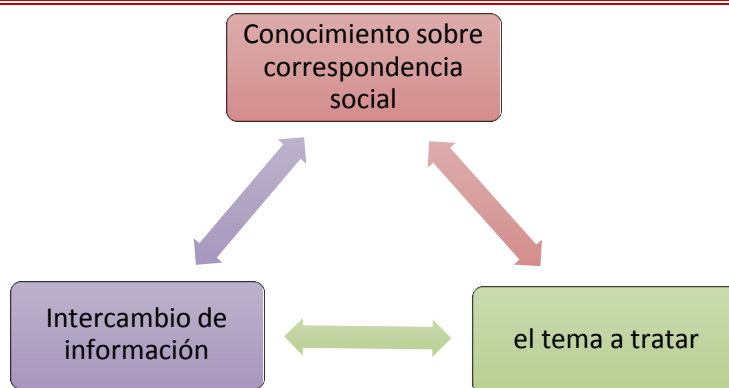 Conocimiento sobre
correspondencia
social
Intercambio de
información
el tema a tratar